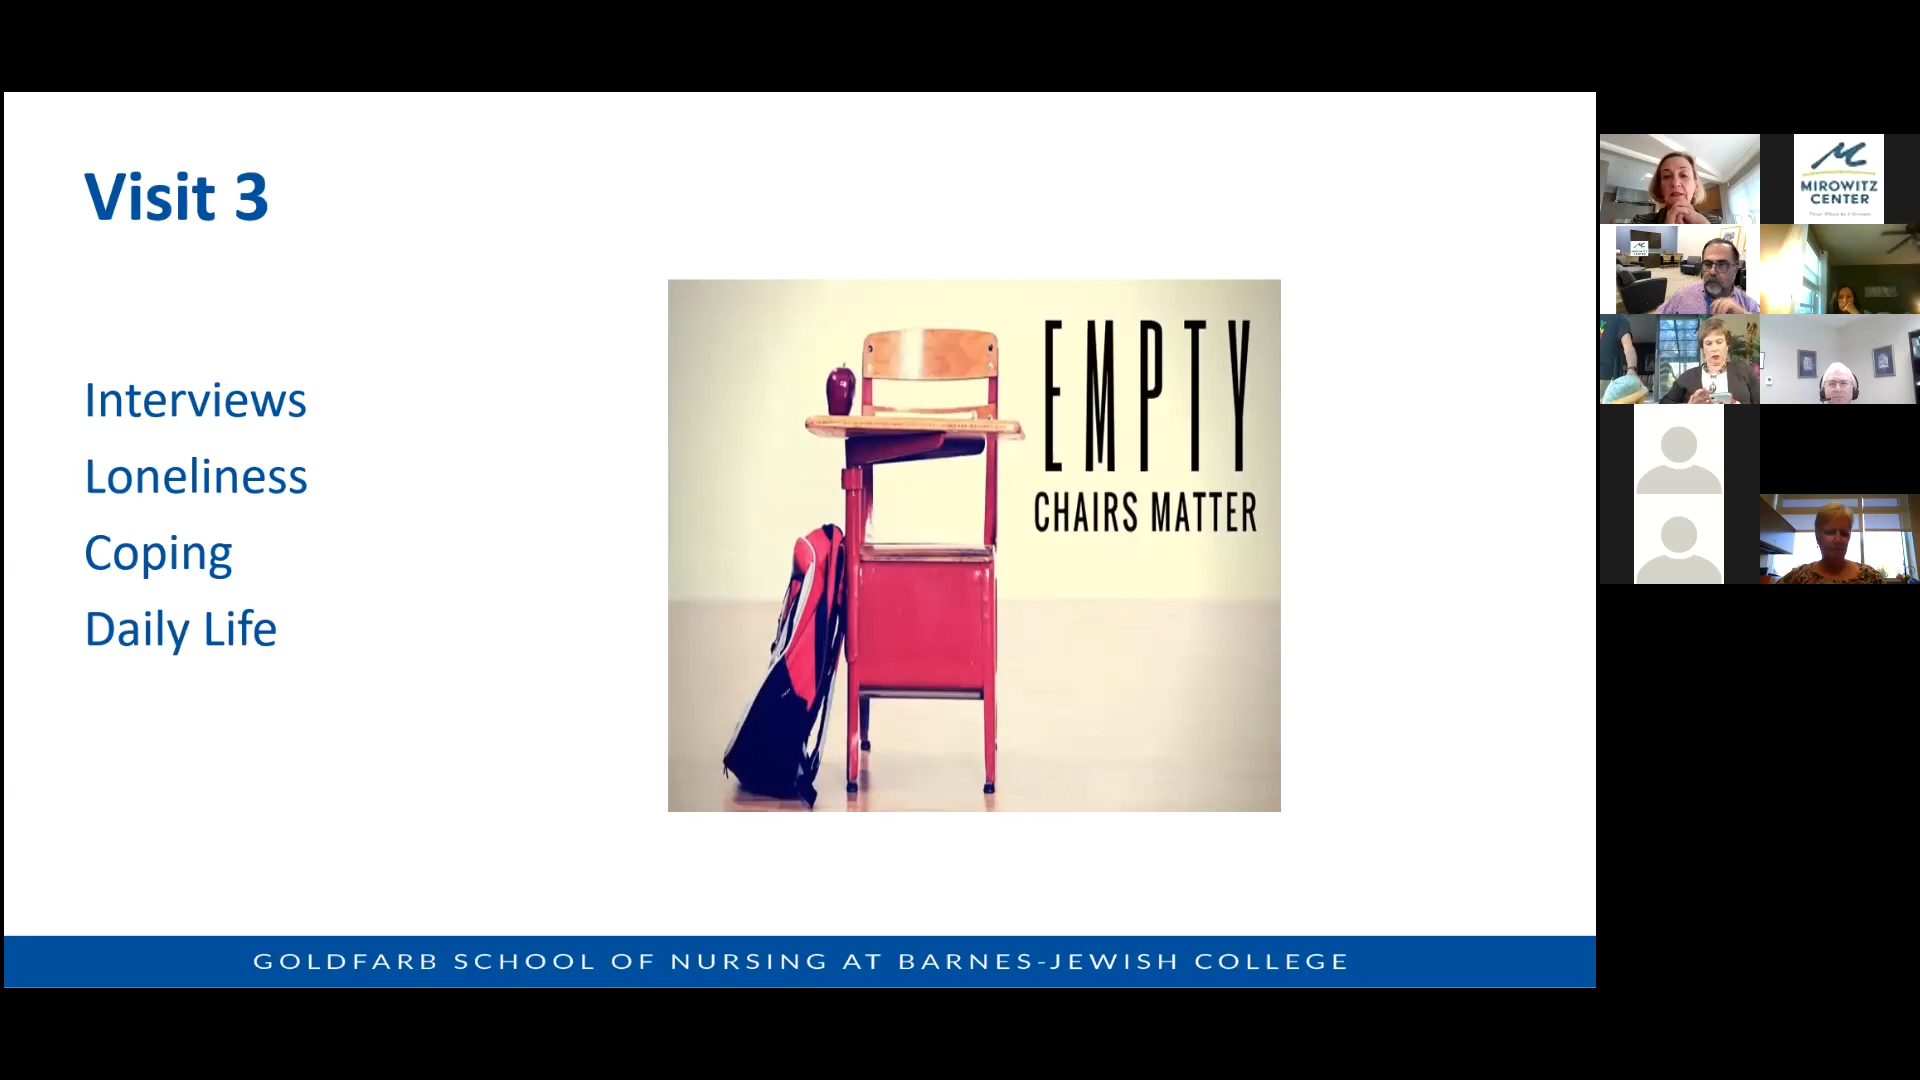 Visit 3
Interviews
Loneliness
Coping
Daily Life
EMPTY
CHAIRS MATTER
GOLDFARB SCHOOL OF NURSING AT BARNES-JEWISH COLLEGE
MIROWITZ
CENTER